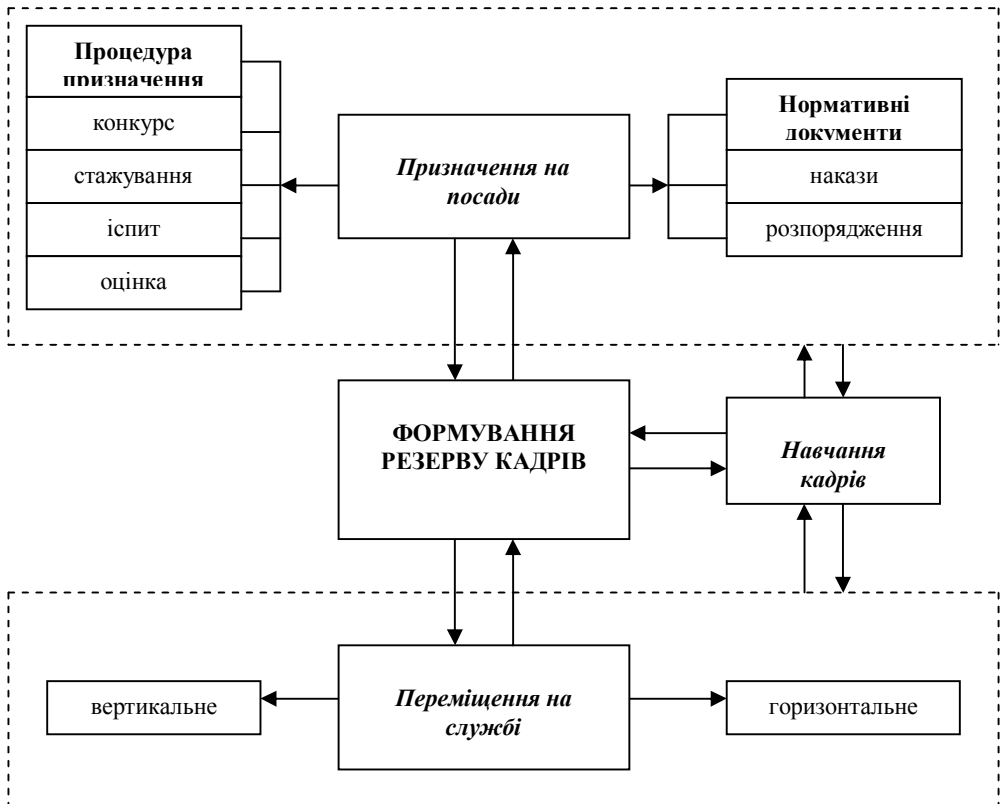 Процедура
призначення
конкурс
стажування
іспит
оцінка
Призначення на
посади
Нормативні
документи
накази
розпорядження
ФОРМУВАННЯ
РЕЗЕРВУ КАДРІВ
Навчання
кадрів
вертикальне
Переміщення на
службі
горизонтальне